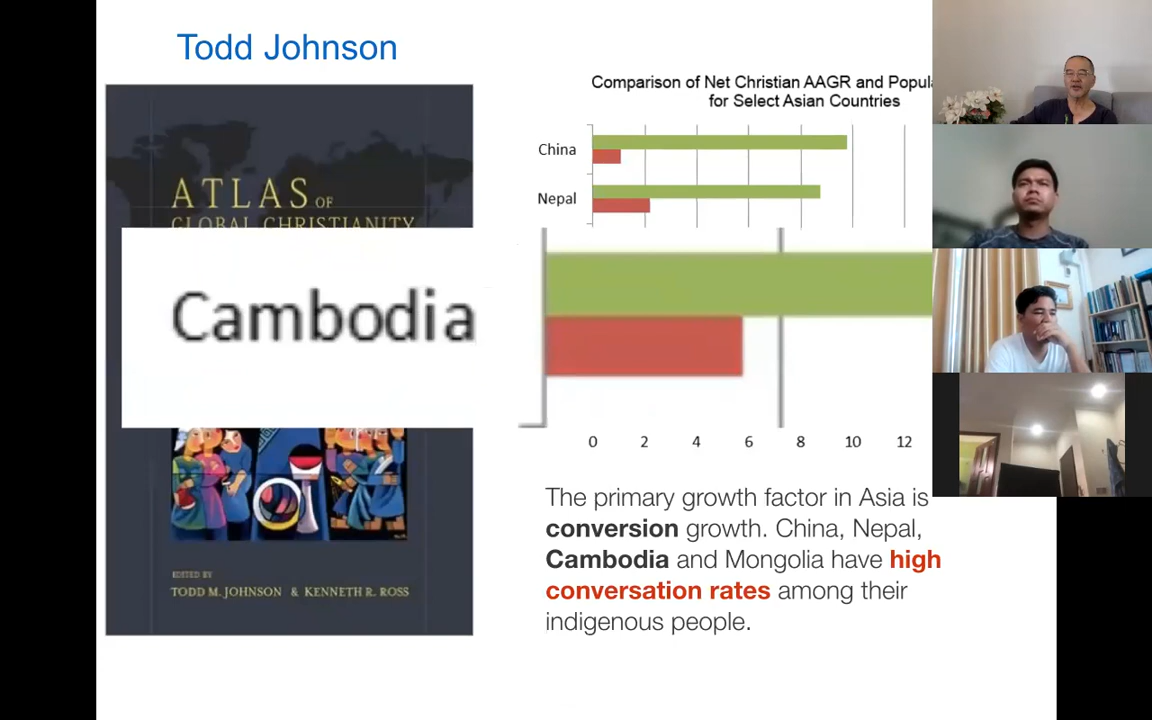 Todd Johnson
ATLAS OF
GLOBAL CHRISTIANITY
EDITED BY
TODD M. JOHNSON & KENNETH R. ROSS
Comparison of Net Christian AAGR and
for Select Asian Countries
China
Nepal
Cambodia
0 2 4 6 8 10 12
The primary growth factor in Asia is
conversion growth. China, Nepal,
Cambodia and Mongolia have high
conversation rates among their
indigenous people.